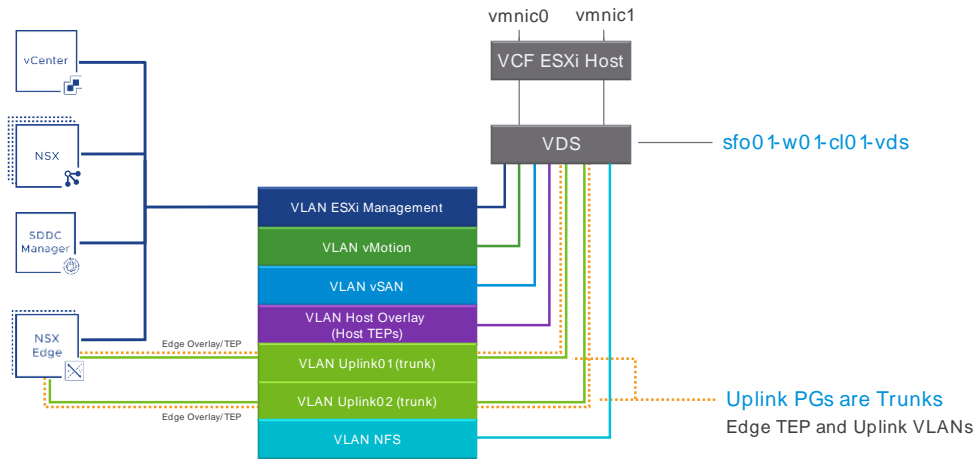 vmnic0
vmnic1
vCenter
VCF ESXi Host
NSX
VDS
sfo01-w01-cl01-vds
SDDC
Manager
VLAN ESXi Management
VLAN vMotion
VLAN vSAN
VLAN Host Overlay
(Host TEPs)
NSX
Edge
Edge Overlay/TEP
VLAN Uplink01(trunk)
VLAN Uplink02 (trunk)
Edge Overlay/TEP
VLAN NFS
Uplink PGs are Trunks
Edge TEP and Uplink VLANs